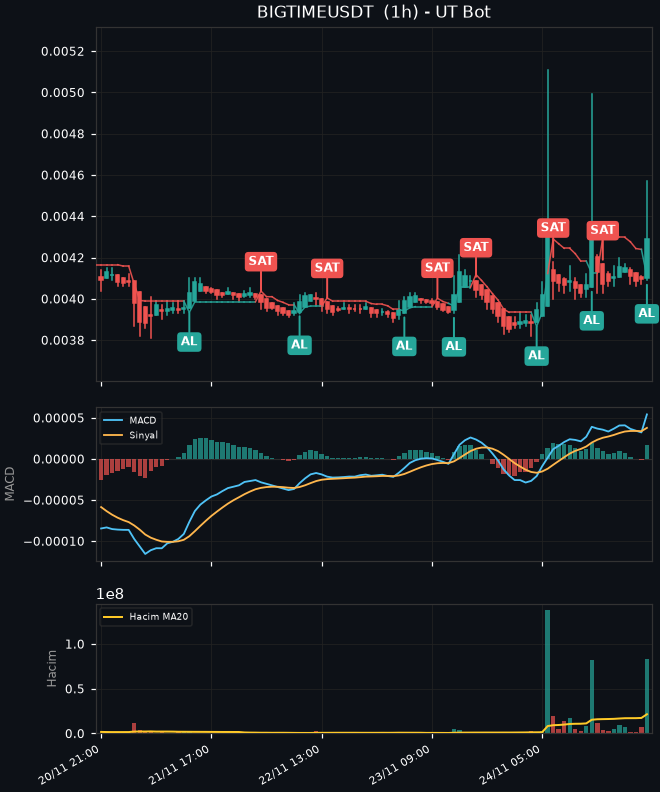 BIGTIMEUSDT (1h) - UT Bot
0.0052
0.0050
0.0048
0.0046
0.0044
0.0042
0.0040
0.0038
SAT
SAT
SAT
SAT
SAT
SAT
AL
AL
AL
AL
AL
AL
AL
MACD
Sinyal
0.00005
0.00000
−0.00005
−0.00010
MACD
1e8
Hacim MA20
1.0
0.5
0.0
Hacim
20/11 21:00
21/11 17:00
22/11 13:00
23/11 09:00
24/11 05:00